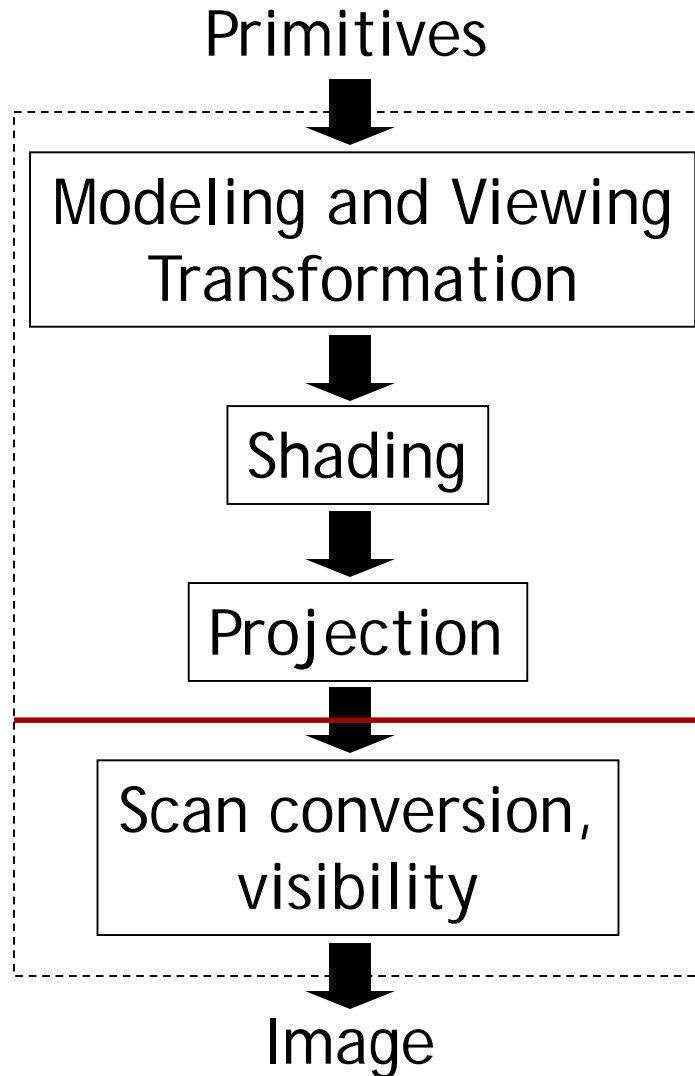 Primitives
Modeling and Viewing
Transformation
Shading
Projection
Scan conversion,
visibility
Image